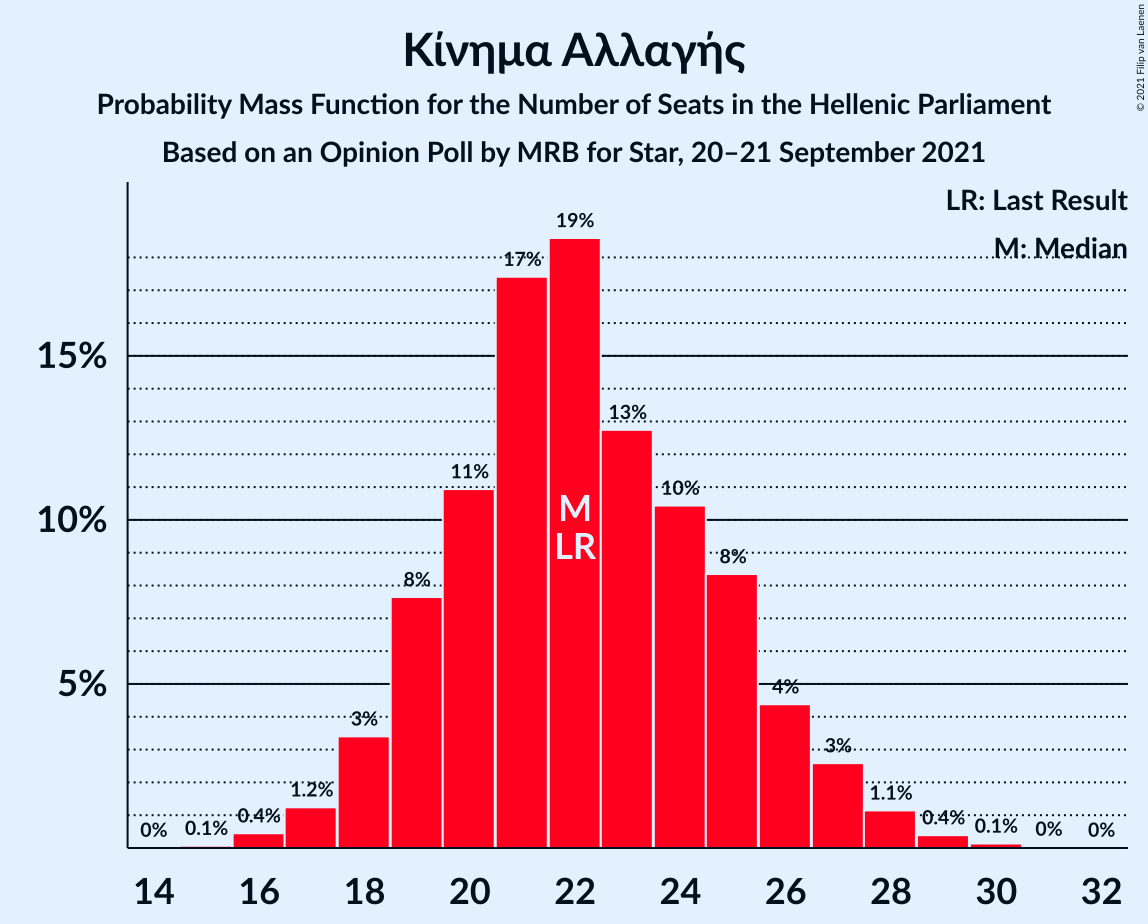 Κίνημα Αλλαγής
Probability Mass Function for the Number of Seats in the Hellenic Parliament
Based on an Opinion Poll by MRB for Star, 20–21 September 2021
© 2021 Filip van Laenen
LR: Last Result
M: Median
15%
10%
5%
0%
0.1%
0.4%
1.2%
3%
8%
11%
17%
19%
13%
10%
8%
4%
3%
1.1%
0.4%
0.1%
0%
0%
M
LR
14 16 18 20 22 24 26 28 30 32